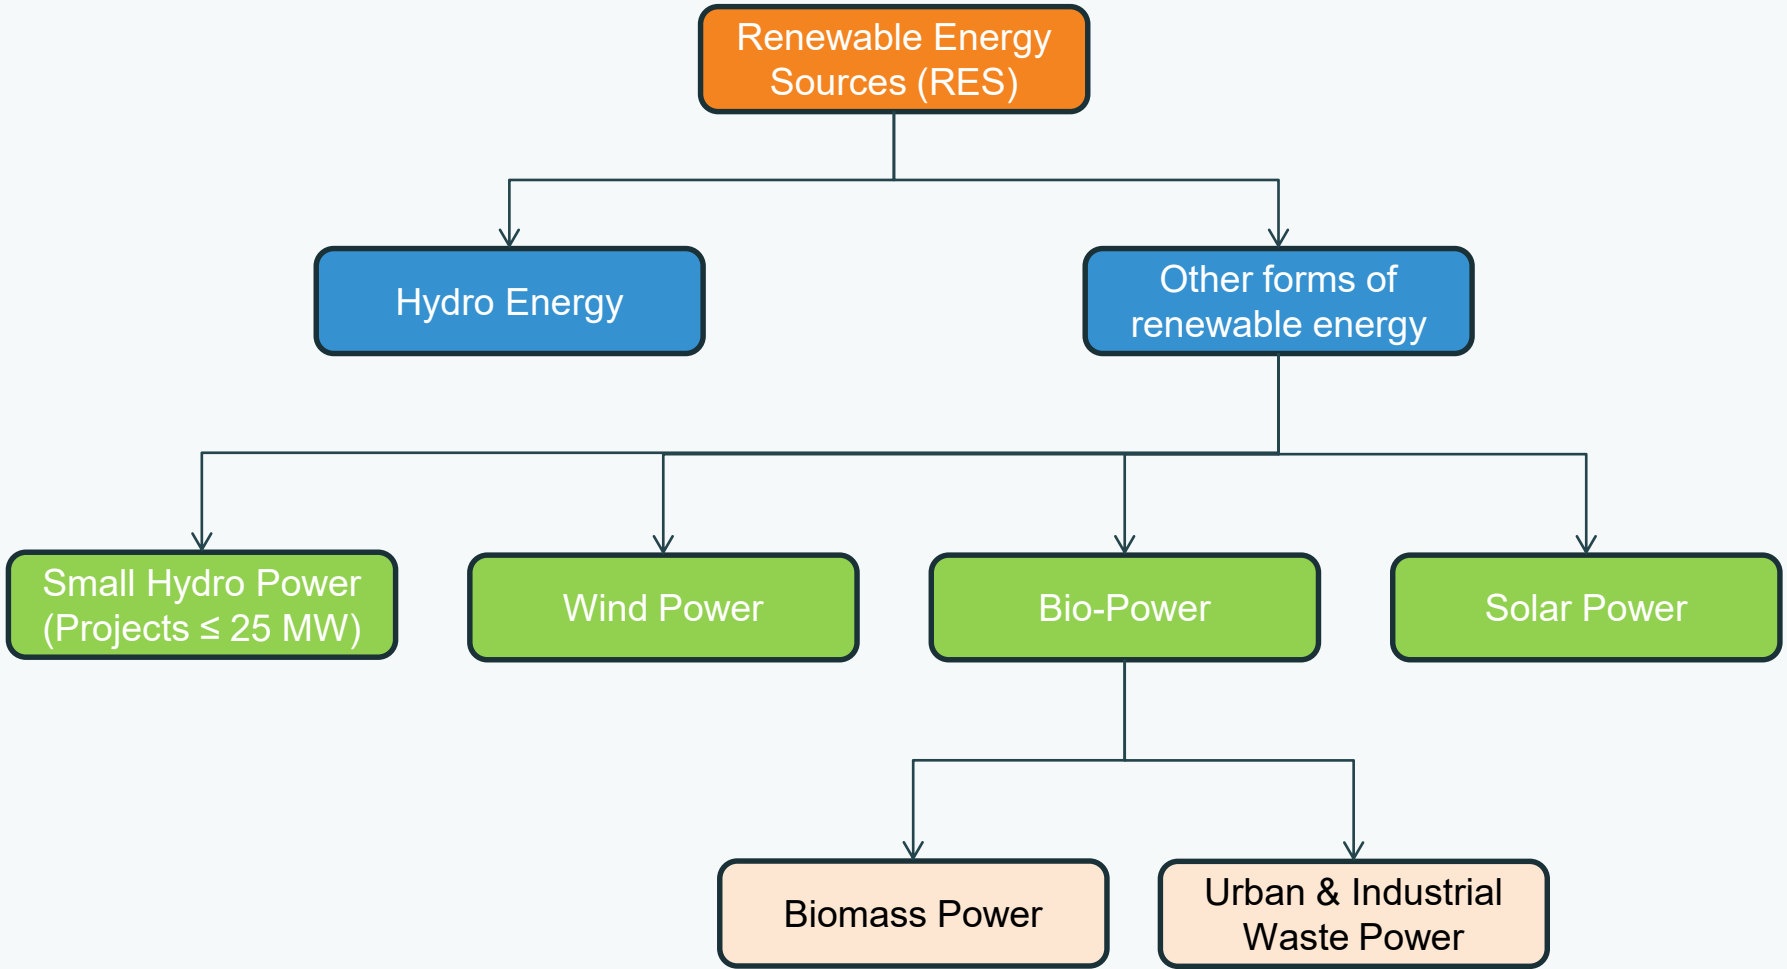 Renewable Energy
Sources (RES)
Hydro Energy
Other forms of
renewable energy
Small Hydro Power
(Projects ≤ 25 MW)
Wind Power
Bio-Power
Solar Power
Biomass Power
Urban & Industrial
Waste Power